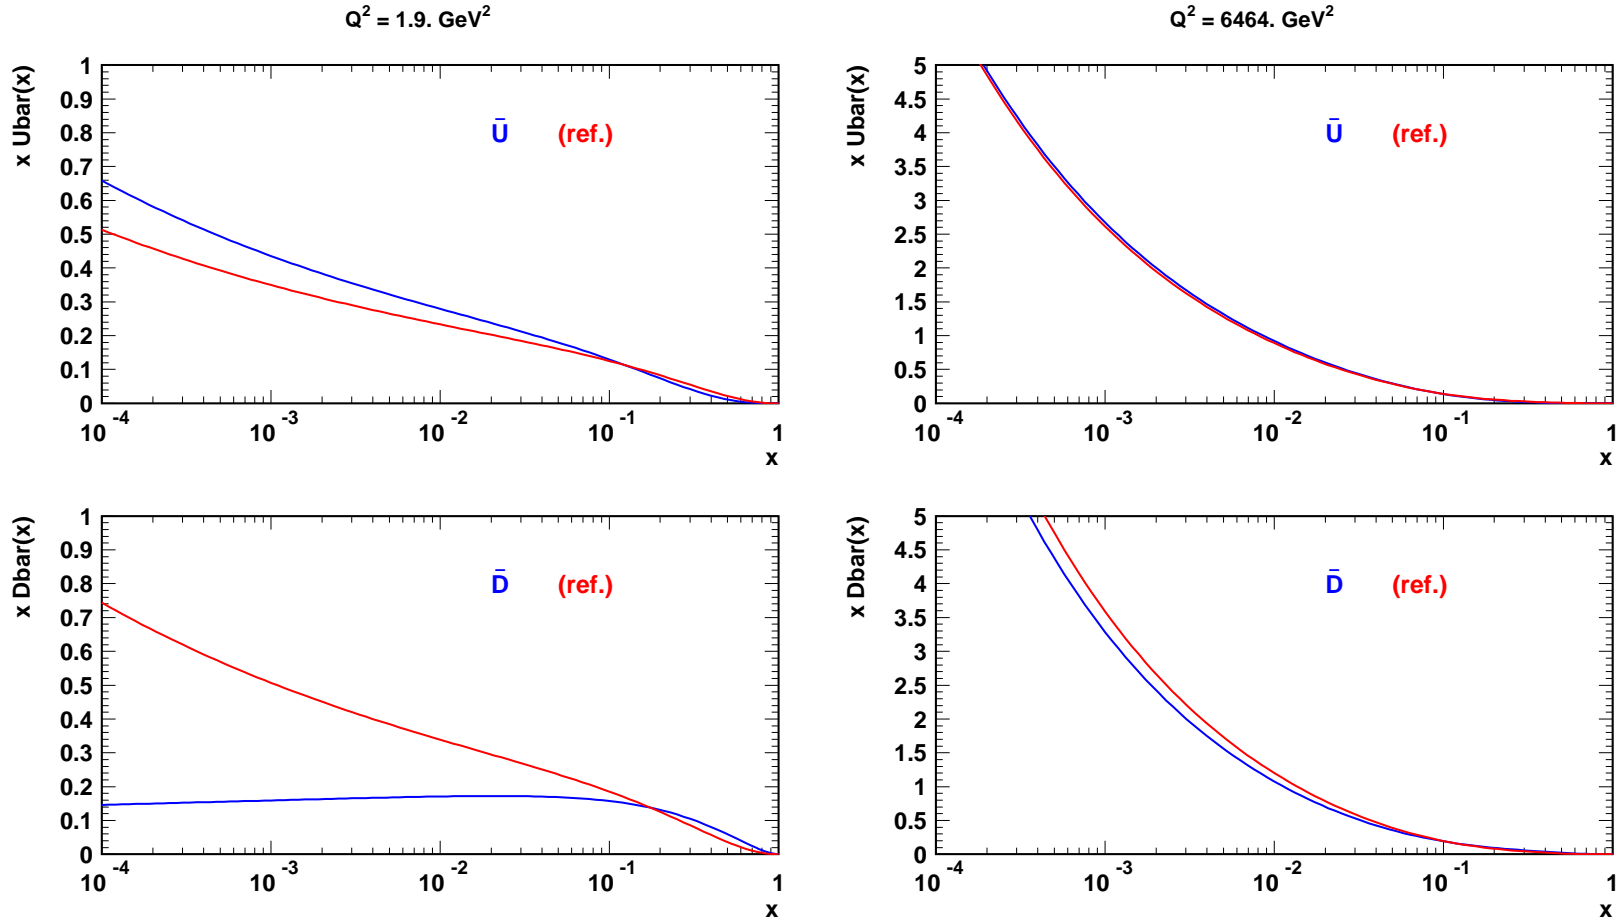 Q² = 1.9. GeV²
Q² = 6464. GeV²
x Ubar(x)
1
0.9
0.8
0.7
0.6
0.5
0.4
0.3
0.2
0.1
0
Ū (ref.)
10⁻⁴ 10⁻³ 10⁻² 10⁻¹ 1
x
x Ubar(x)
5
4.5
4
3.5
3
2.5
2
1.5
1
0.5
0
Ū (ref.)
10⁻⁴ 10⁻³ 10⁻² 10⁻¹ 1
x
x Dbar(x)
1
0.9
0.8
0.7
0.6
0.5
0.4
0.3
0.2
0.1
0
D̄ (ref.)
10⁻⁴ 10⁻³ 10⁻² 10⁻¹ 1
x
x Dbar(x)
5
4.5
4
3.5
3
2.5
2
1.5
1
0.5
0
D̄ (ref.)
10⁻⁴ 10⁻³ 10⁻² 10⁻¹ 1
x